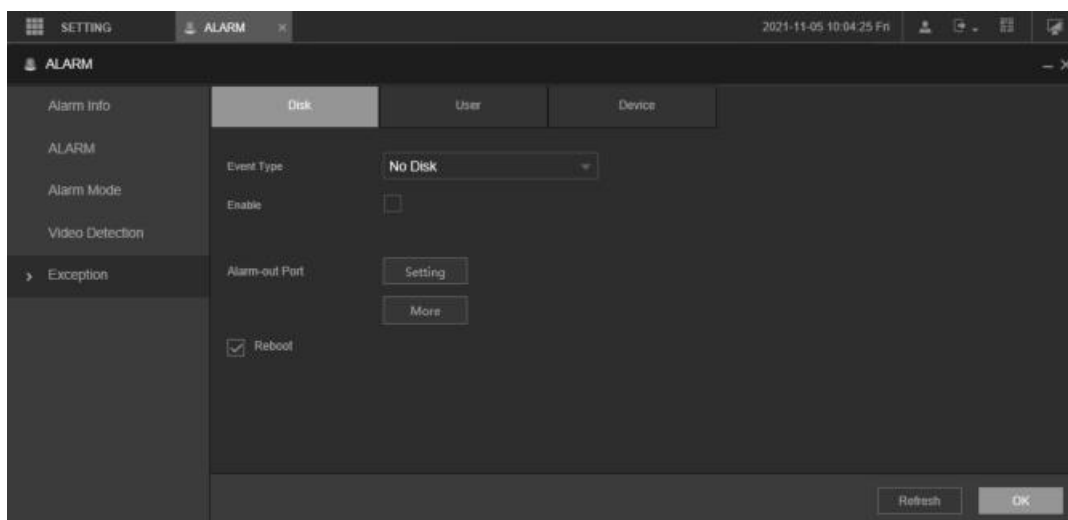 SETTING ALARM × 2021-11-05 10:04:25 Fri
ALARM
Alarm Info
ALARM
Alarm Mode
Video Detection
Exception
Disk User Device
Event Type No Disk
Enable
Alarm-out Port Setting
More
Reboot
Refresh OK